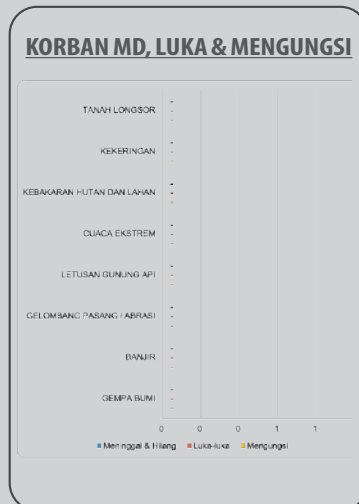 KORBAN MD, LUKA & MENGUNGSI
TANAH LONGSOR
KEKERINGAN
KEBAKARAN HUTAN DAN LAHAN
CUACA EKSTREM
LETUSAN GUNUNG API
GELOMBANG PASANG / ABRASI
BANJIR
GEMPA BUMI
0 0 0 1 1
Meninggal & Hilang Luka-luka Mengungsi